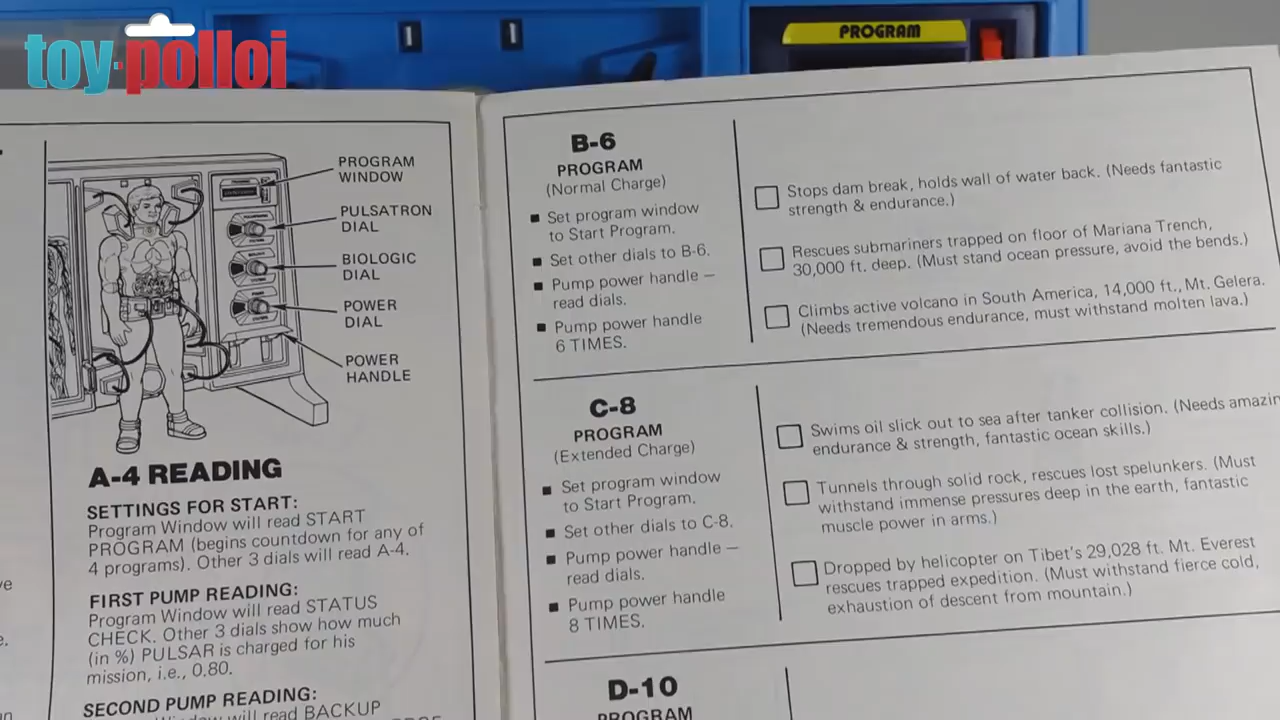 toy·polloi
1
1
PROGRAM
PROGRAM
WINDOW
PULSATRON
DIAL
BIOLOGIC
DIAL
POWER
DIAL
POWER
HANDLE
A-4 READING
SETTINGS FOR START:
Program Window will read START
PROGRAM (begins countdown for any of
4 programs). Other 3 dials will read A-4.
FIRST PUMP READING:
Program Window will read STATUS
CHECK. Other 3 dials show how much
(in %) PULSAR is charged for his
mission, i.e., 0.80.
SECOND PUMP READING:
Window will read BACKUP
B-6
PROGRAM
(Normal Charge)
■ Set program window
to Start Program.
■ Set other dials to B-6.
■ Pump power handle —
read dials.
■ Pump power handle
6 TIMES.
Stops dam break, holds wall of water back. (Needs fantastic
strength & endurance.)
Rescues submariners trapped on floor of Mariana Trench,
30,000 ft. deep. (Must stand ocean pressure, avoid the bends.)
Climbs active volcano in South America, 14,000 ft., Mt. Gelera.
(Needs tremendous endurance, must withstand molten lava.)
C-8
PROGRAM
(Extended Charge)
■ Set program window
to Start Program.
■ Set other dials to C-8.
■ Pump power handle —
read dials.
■ Pump power handle
8 TIMES.
Swims oil slick out to sea after tanker collision. (Needs amazin
endurance & strength, fantastic ocean skills.)
Tunnels through solid rock, rescues lost spelunkers. (Must
withstand immense pressures deep in the earth, fantastic
muscle power in arms.)
Dropped by helicopter on Tibet's 29,028 ft. Mt. Everest
rescues trapped expedition. (Must withstand fierce cold,
exhaustion of descent from mountain.)
D-10
PROGRAM